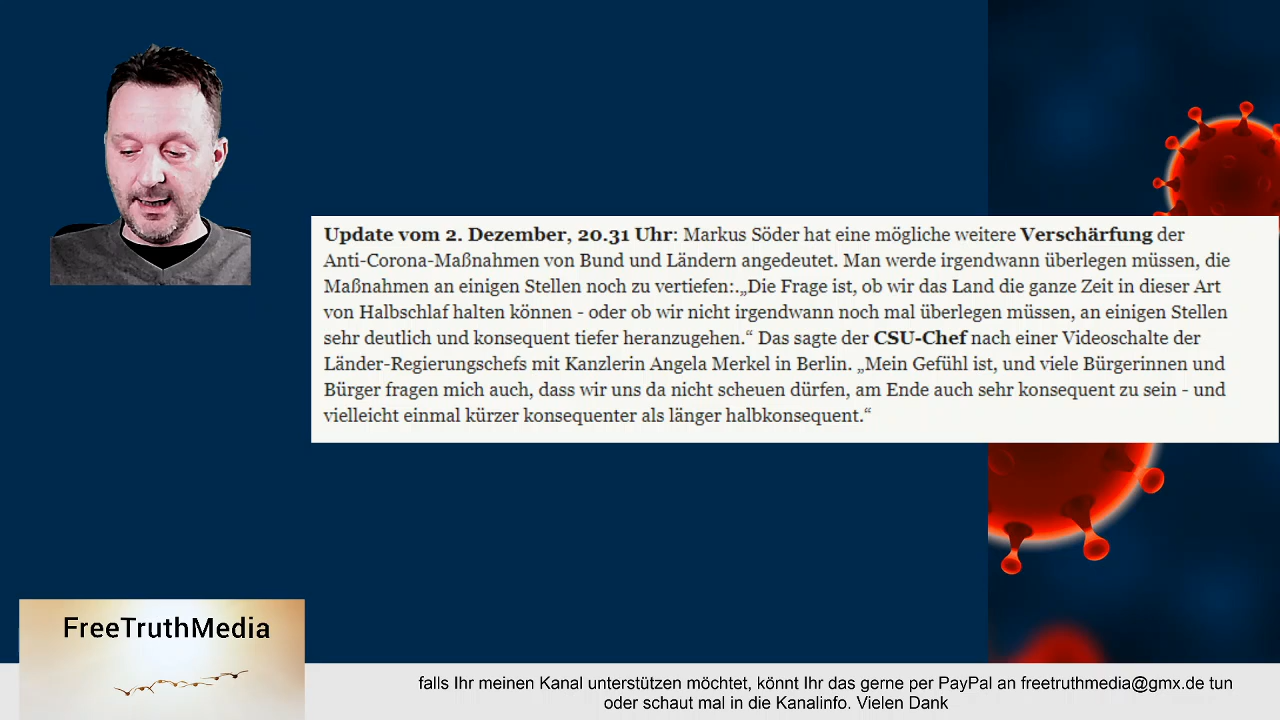 Update vom 2. Dezember, 20.31 Uhr: Markus Söder hat eine mögliche weitere Verschärfung der
Anti-Corona-Maßnahmen von Bund und Ländern angedeutet. Man werde irgendwann überlegen müssen, die
Maßnahmen an einigen Stellen noch zu vertiefen:.„Die Frage ist, ob wir das Land die ganze Zeit in dieser Art
von Halbschlaf halten können - oder ob wir nicht irgendwann noch mal überlegen müssen, an einigen Stellen
sehr deutlich und konsequent tiefer heranzugehen.“ Das sagte der CSU-Chef nach einer Videoschalte der
Länder-Regierungschefs mit Kanzlerin Angela Merkel in Berlin. „Mein Gefühl ist, und viele Bürgerinnen und
Bürger fragen mich auch, dass wir uns da nicht scheuen dürfen, am Ende auch sehr konsequent zu sein - und
vielleicht einmal kürzer konsequenter als länger halbkonsequent.“
FreeTruthMedia
falls Ihr meinen Kanal unterstützen möchtet, könnt Ihr das gerne per PayPal an freetruthmedia@gmx.de tun
oder schaut mal in die Kanalinfo. Vielen Dank